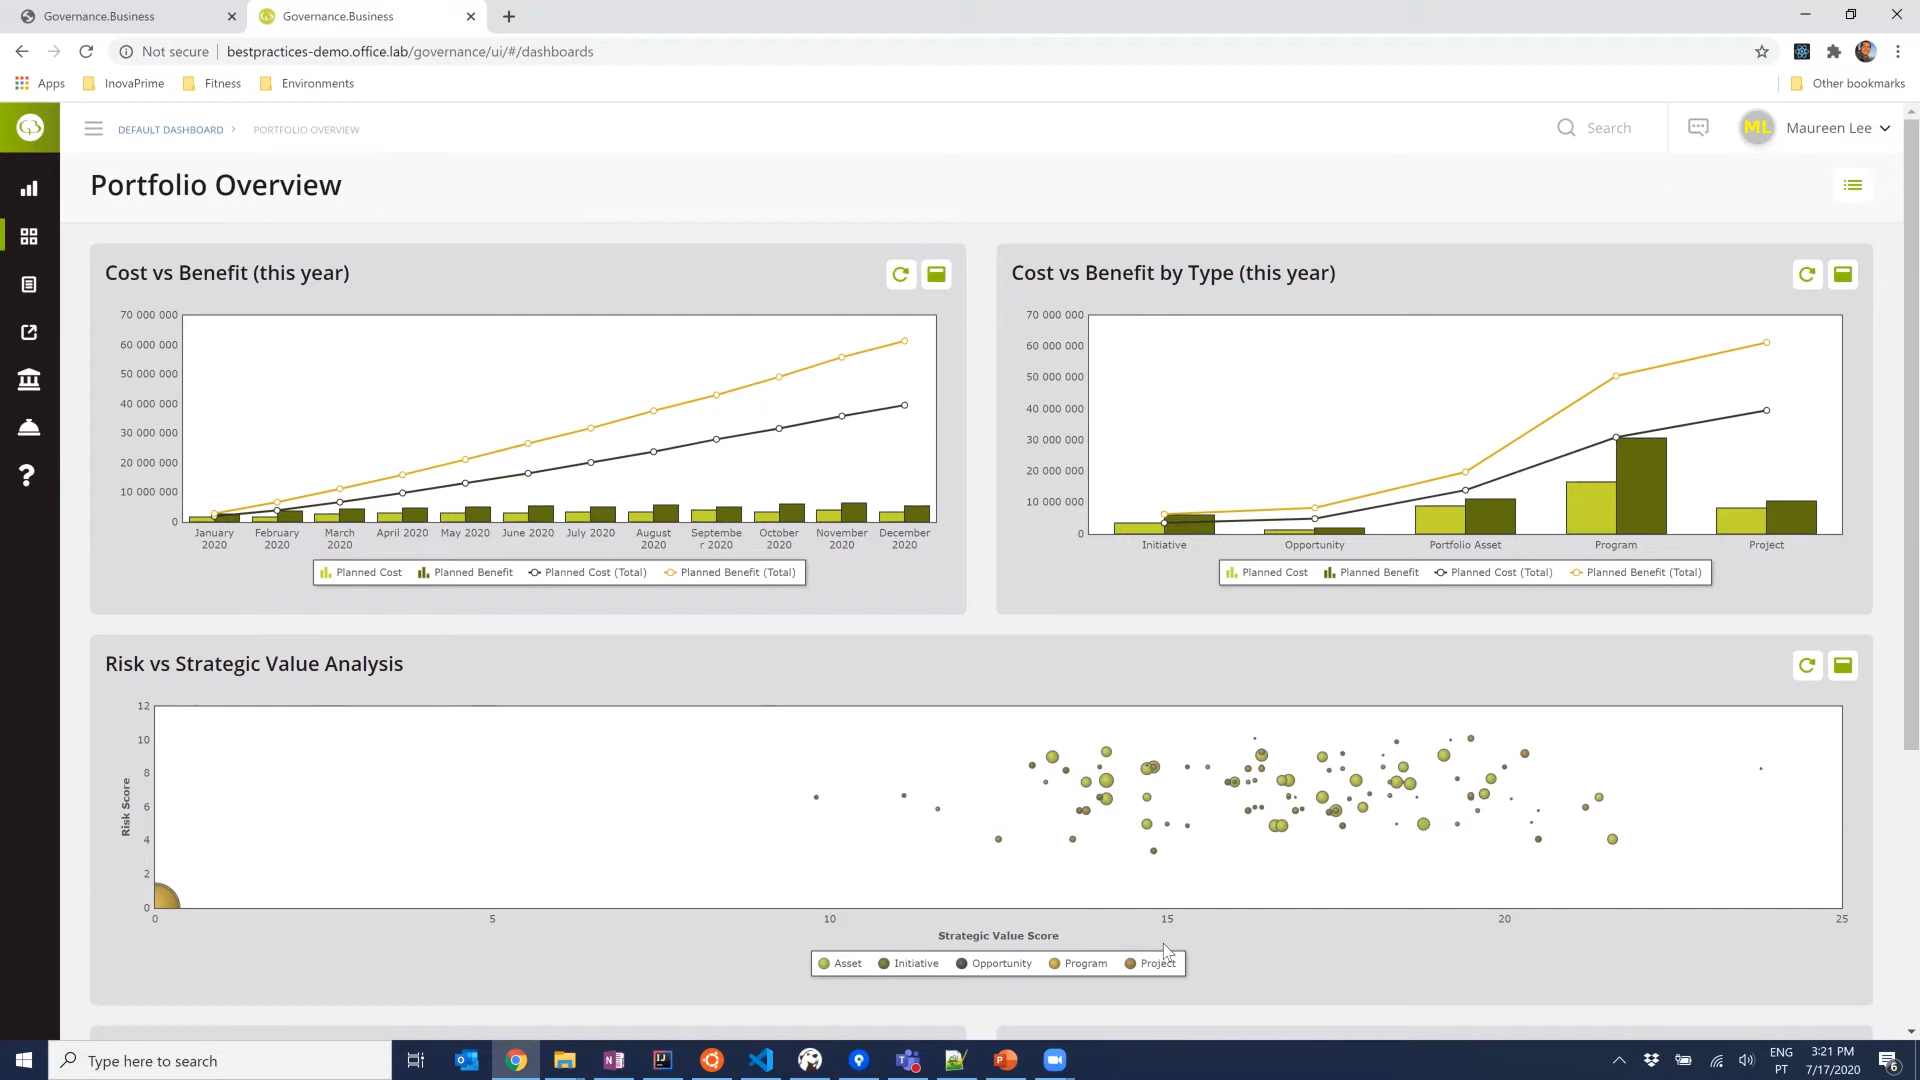 Governance.Business
Governance.Business
Not secure
bestpractices-demo.office.lab/governance/ui/#/dashboards
Apps
InovaPrime
Fitness
Environments
Other bookmarks
DEFAULT DASHBOARD
PORTFOLIO OVERVIEW
Search
ML
Maureen Lee
Portfolio Overview
Cost vs Benefit (this year)
70 000 000
60 000 000
50 000 000
40 000 000
30 000 000
20 000 000
10 000 000
0
January
2020
February
2020
March
2020
April 2020
May 2020
June 2020
July 2020
August
2020
Septembe
r 2020
October
2020
November
2020
December
2020
Planned Cost
Planned Benefit
Planned Cost (Total)
Planned Benefit (Total)
Cost vs Benefit by Type (this year)
70 000 000
60 000 000
50 000 000
40 000 000
30 000 000
20 000 000
10 000 000
0
Initiative
Opportunity
Portfolio Asset
Program
Project
Planned Cost
Planned Benefit
Planned Cost (Total)
Planned Benefit (Total)
Risk vs Strategic Value Analysis
Risk Score
12
10
8
6
4
2
0
0
5
10
15
20
25
Strategic Value Score
Asset
Initiative
Opportunity
Program
Project
Type here to search
ENG
PT
3:21 PM
7/17/2020
6